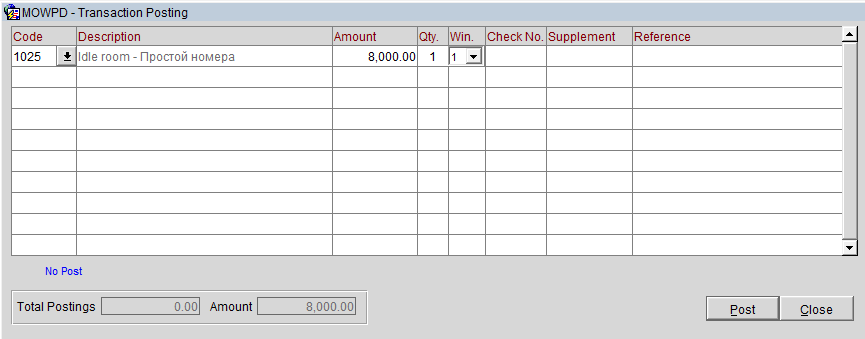 MOWPD - Transaction Posting
Code Description Amount Qty. Win. Check No. Supplement Reference
1025 Idle room - Простой номера 8,000.00 1 1
No Post
Total Postings 0.00 Amount 8,000.00 Post Close